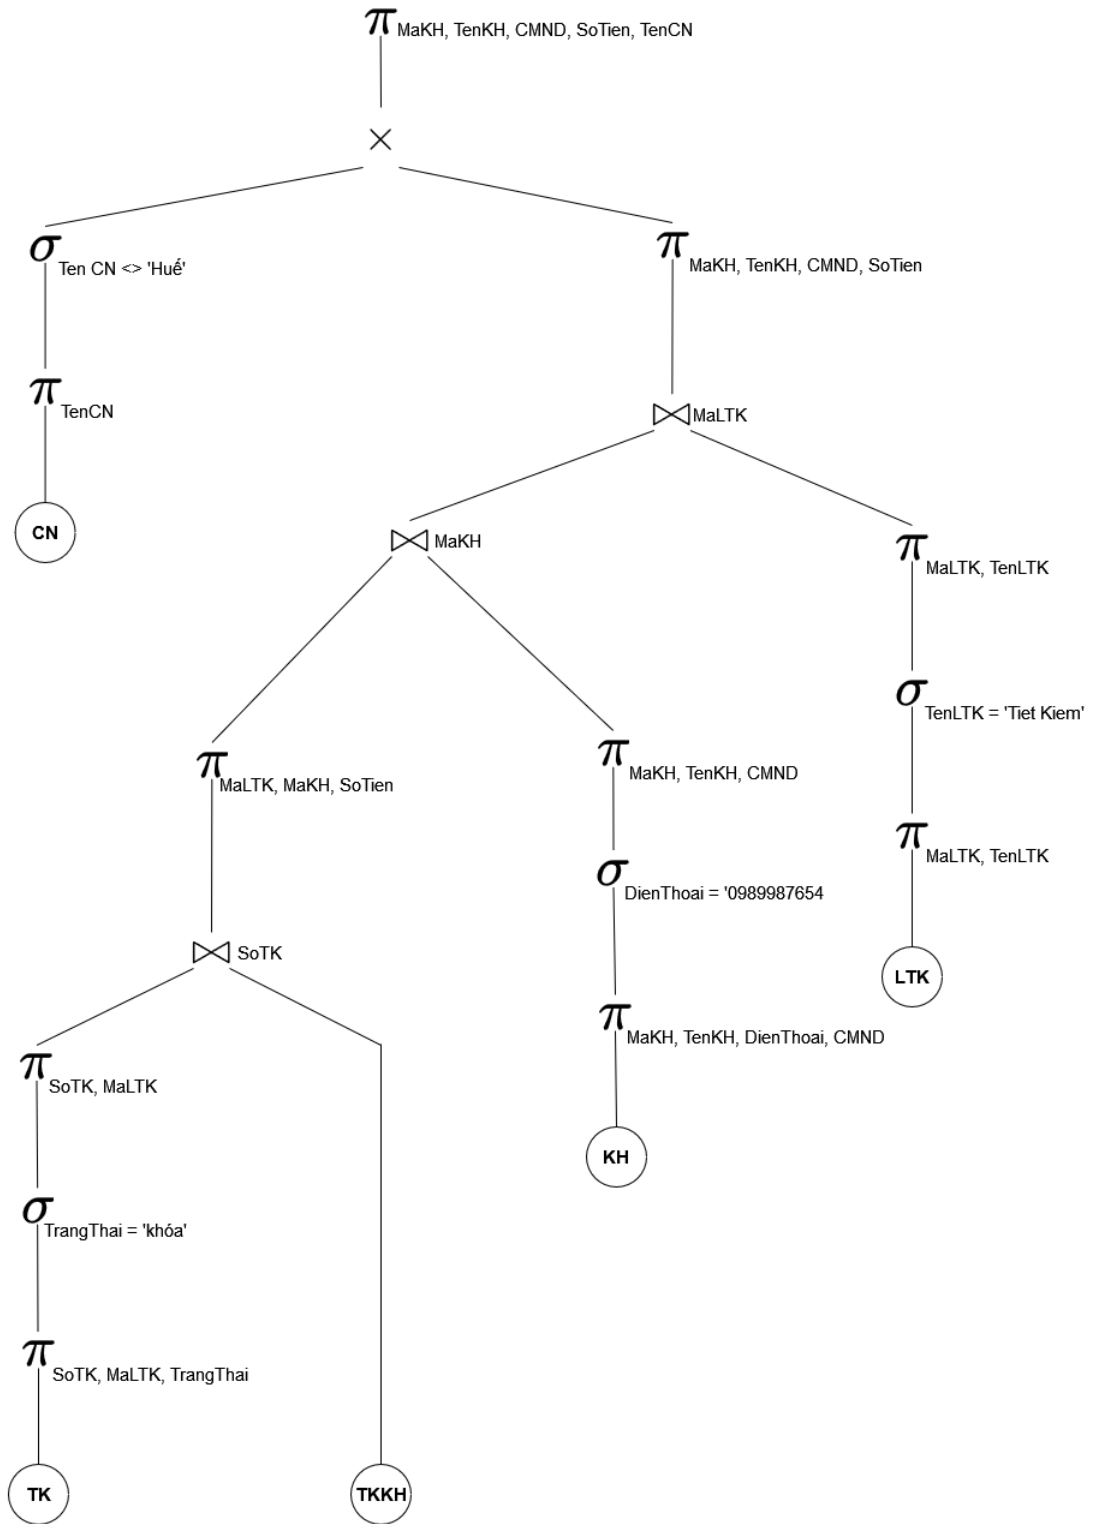 π MaKH, TenKH, CMND, SoTien, TenCN
×
σ Ten CN <> 'Huế'
π MaKH, TenKH, CMND, SoTien
π TenCN
⋈ MaLTK
CN
⋈ MaKH
π MaLTK, TenLTK
σ TenLTK = 'Tiet Kiem'
π MaLTK, MaKH, SoTien
π MaKH, TenKH, CMND
π MaLTK, TenLTK
σ DienThoai = '0989987654
⋈ SoTK
LTK
π MaKH, TenKH, DienThoai, CMND
π SoTK, MaLTK
KH
σ TrangThai = 'khóa'
π SoTK, MaLTK, TrangThai
TK
TKKH